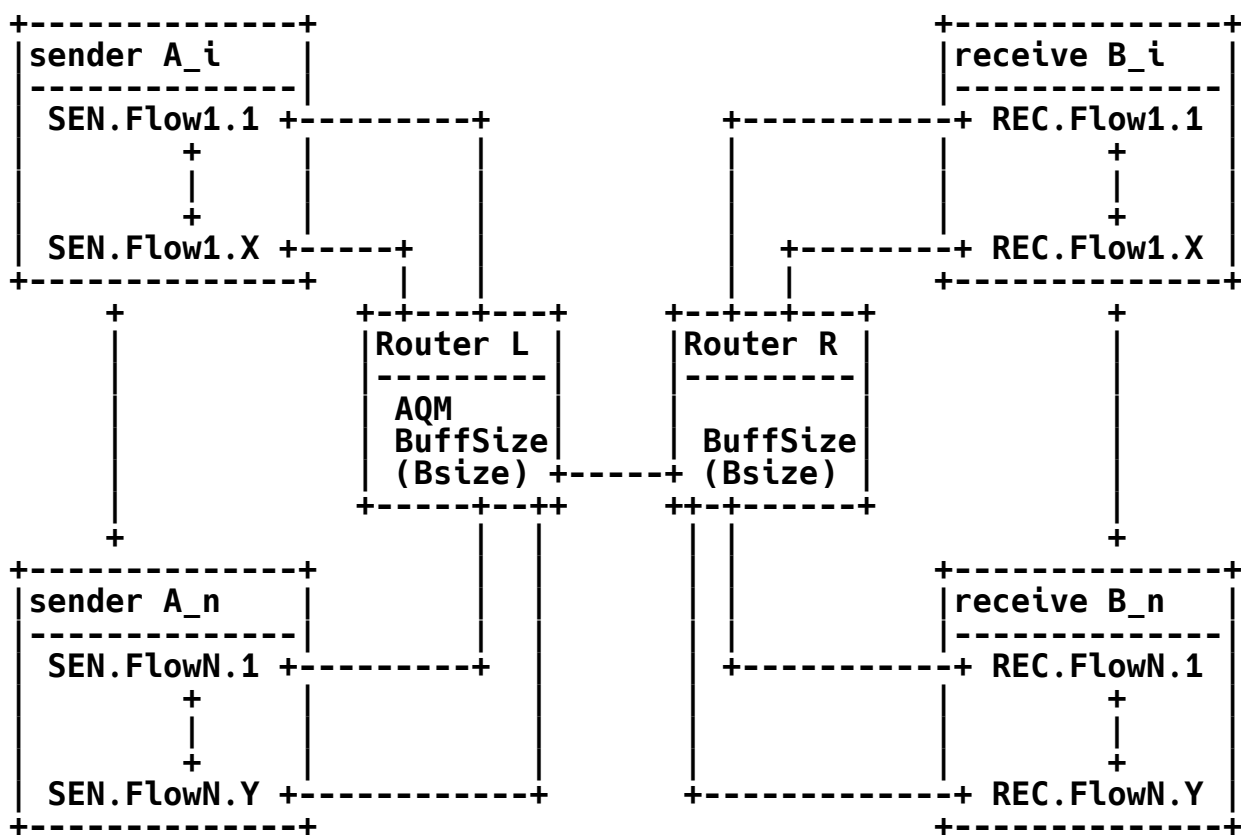 sender A_i
SEN.Flow1.1
SEN.Flow1.X
receive B_i
REC.Flow1.1
REC.Flow1.X
Router L
AQM
BuffSize
(Bsize)
Router R
BuffSize
(Bsize)
sender A_n
SEN.FlowN.1
SEN.FlowN.Y
receive B_n
REC.FlowN.1
REC.FlowN.Y